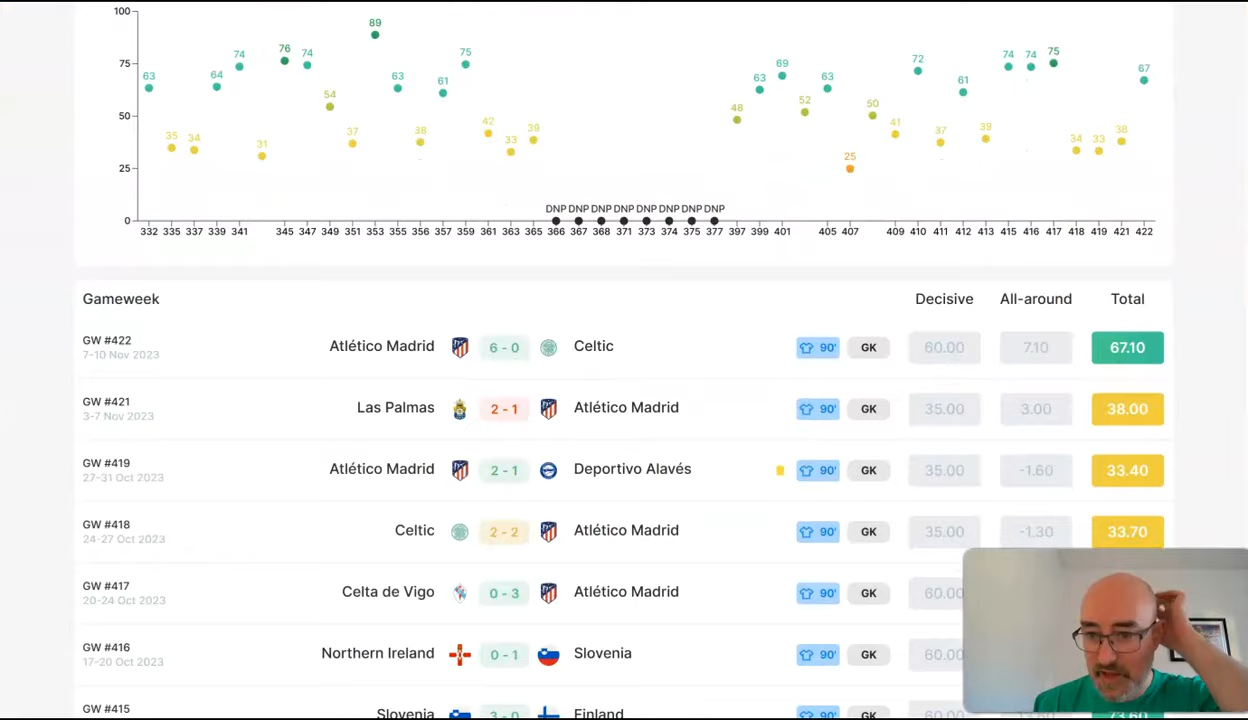 100
89
76
74
74
75
74
74
75
72
69
67
63
64
63
61
63
63
61
54
52
50
48
42
41
35
34
31
37
38
33
39
37
39
34
33
38
25
75
50
25
0
DNP DNP DNP DNP DNP DNP DNP DNP
332 335 337 339 341 345 347 349 351 353 355 356 357 359 361 363 365 366 367 368 371 373 374 375 377 397 399 401 405 407 409 410 411 412 413 415 416 417 418 419 421 422
Gameweek Decisive All-around Total
GW #422
7-10 Nov 2023
Atlético Madrid 6 - 0 Celtic 90' GK 60.00 7.10 67.10
GW #421
3-7 Nov 2023
Las Palmas 2 - 1 Atlético Madrid 90' GK 35.00 3.00 38.00
GW #419
27-31 Oct 2023
Atlético Madrid 2 - 1 Deportivo Alavés 90' GK 35.00 -1.60 33.40
GW #418
24-27 Oct 2023
Celtic 2 - 2 Atlético Madrid 90' GK 35.00 -1.30 33.70
GW #417
20-24 Oct 2023
Celta de Vigo 0 - 3 Atlético Madrid 90' GK 60.00
GW #416
17-20 Oct 2023
Northern Ireland 0 - 1 Slovenia 90' GK 60.00
GW #415
Slovenia 3 - 0 Finland 90' GK 60.00